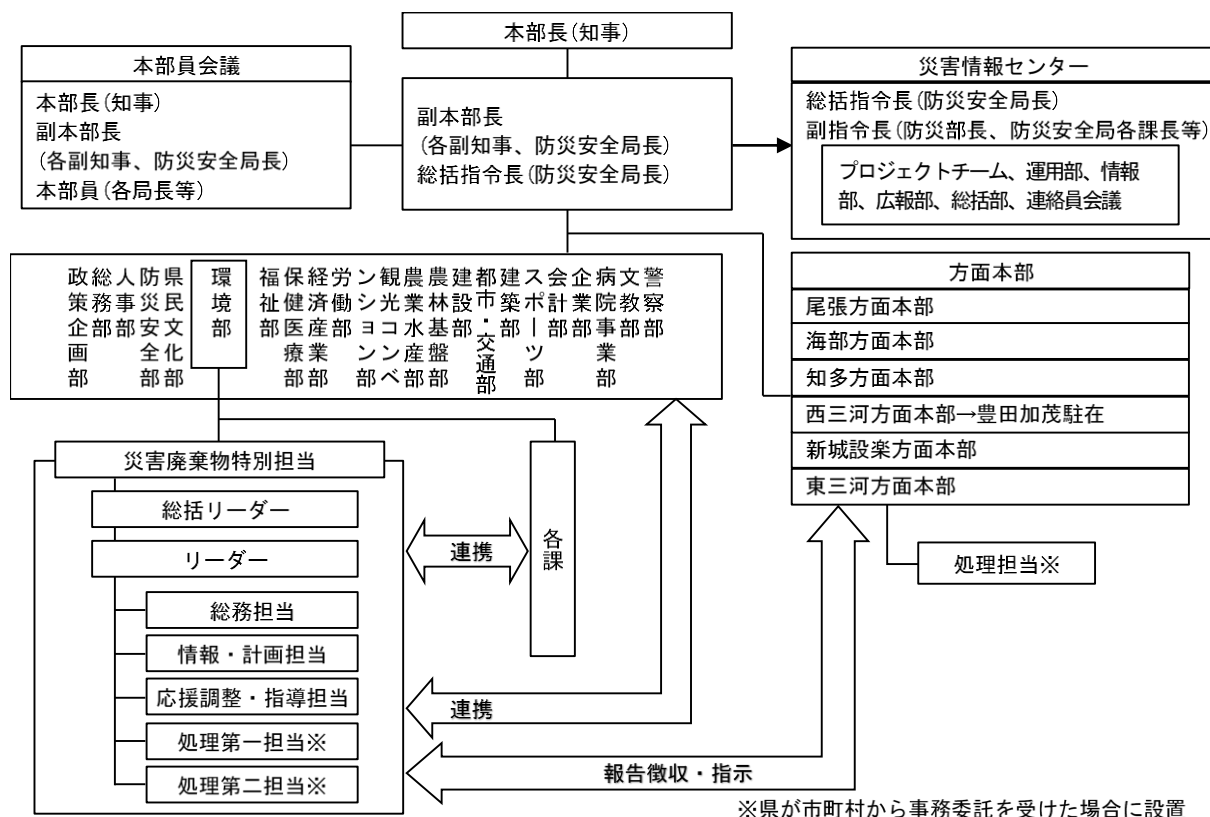 本部長(知事)
本部員会議
本部長(知事)
副本部長
(各副知事、防災安全局長)
本部員(各局長等)
副本部長
(各副知事、防災安全局長)
総括指令長(防災安全局長)
災害情報センター
総括指令長(防災安全局長)
副指令長(防災部長、防災安全局各課長等)
プロジェクトチーム、運用部、情報
部、広報部、総括部、連絡員会議
政策企画部
総務部
人事部
防災安全部
県民文化部
環境部
福祉部
保健医療部
経済産業部
労働部
観光コンベ
ンション部
農業水産部
農林基盤部
建設部
都市・交通部
建築部
スポーツ部
会計部
企業部
病院事業部
文教部
警察部
方面本部
尾張方面本部
海部方面本部
知多方面本部
西三河方面本部→豊田加茂駐在
新城設楽方面本部
東三河方面本部
処理担当※
災害廃棄物特別担当
総括リーダー
リーダー
総務担当
情報・計画担当
応援調整・指導担当
処理第一担当※
処理第二担当※
連携
各課
連携
報告徴収・指示
※県が市町村から事務委託を受けた場合に設置